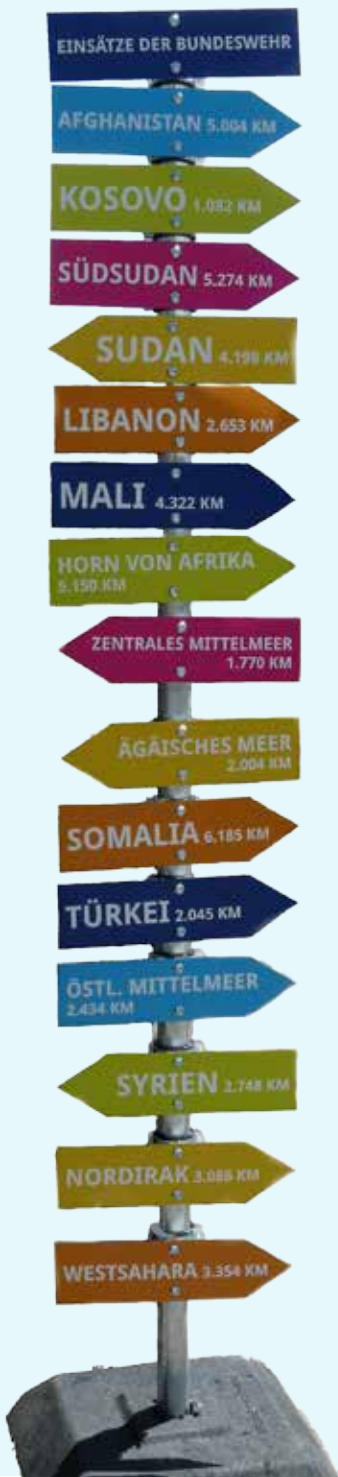 EINSÄTZE DER BUNDESWEHR
AFGHANISTAN 5.004 KM
KOSOVO 1.082 KM
SÜDSUDAN 5.274 KM
SUDAN 4.198 KM
LIBANON 2.653 KM
MALI 4.322 KM
HORN VON AFRIKA
5.150 KM
ZENTRALES MITTELMEER
1.770 KM
ÄGÄISCHES MEER
2.004 KM
SOMALIA 6.185 KM
TÜRKEI 2.045 KM
ÖSTL. MITTELMEER
2.434 KM
SYRIEN 2.748 KM
NORDIRAK 3.086 KM
WESTSAHARA 3.354 KM